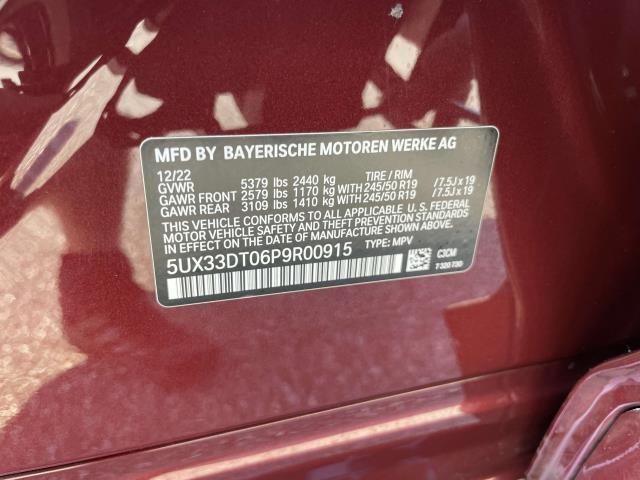 MFD BY BAYERISCHE MOTOREN WERKE AG
12/22 TIRE / RIM
GVWR 5379 lbs 2440 kg
GAWR FRONT 2579 lbs 1170 kg WITH 245/50 R19 /7.5J x 19
GAWR REAR 3109 lbs 1410 kg WITH 245/50 R19 /7.5J x 19
THIS VEHICLE CONFORMS TO ALL APPLICABLE U. S. FEDERAL
MOTOR VEHICLE SAFETY AND THEFT PREVENTION STANDARDS
IN EFFECT ON THE DATE OF MANUFACTURE SHOWN ABOVE.
5UX33DT06P9R00915 TYPE: MPV
C3CM
7 320 730